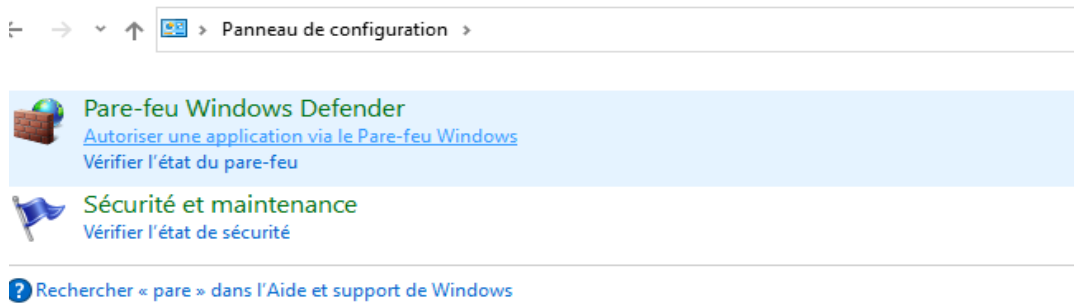 Panneau de configuration
Pare-feu Windows Defender
Autoriser une application via le Pare-feu Windows
Vérifier l'état du pare-feu
Sécurité et maintenance
Vérifier l'état de sécurité
Rechercher « pare » dans l'Aide et support de Windows